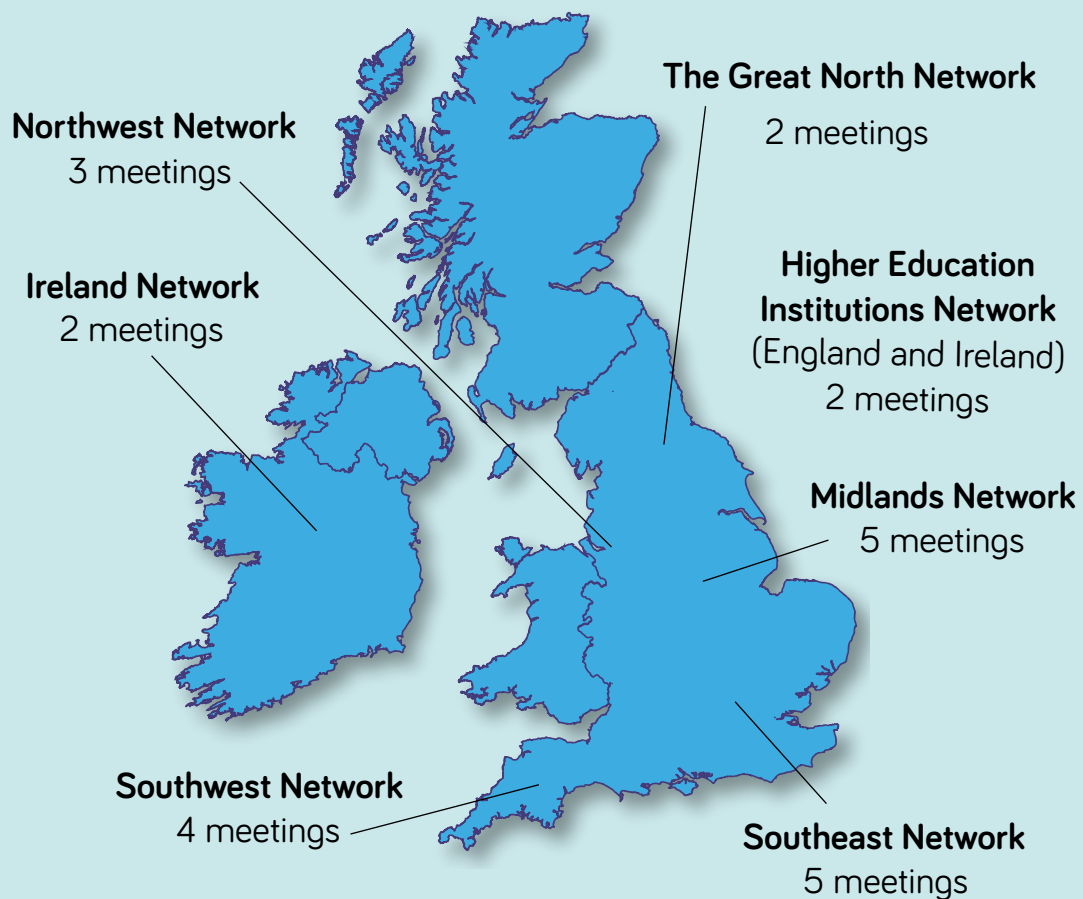 The Great North Network
2 meetings
Northwest Network
3 meetings
Ireland Network
2 meetings
Higher Education
Institutions Network
(England and Ireland)
2 meetings
Midlands Network
5 meetings
Southwest Network
4 meetings
Southeast Network
5 meetings